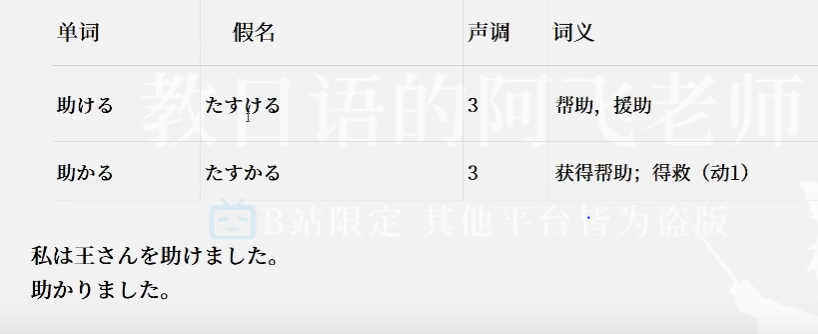 单词 假名 声调 词义
教日语的阿飞老师
助ける たすける 3 帮助，援助
助かる たすかる 3 获得帮助；得救（动1）
B站限定 其他平台皆为盗版
私は王さんを助けました。
助かりました。